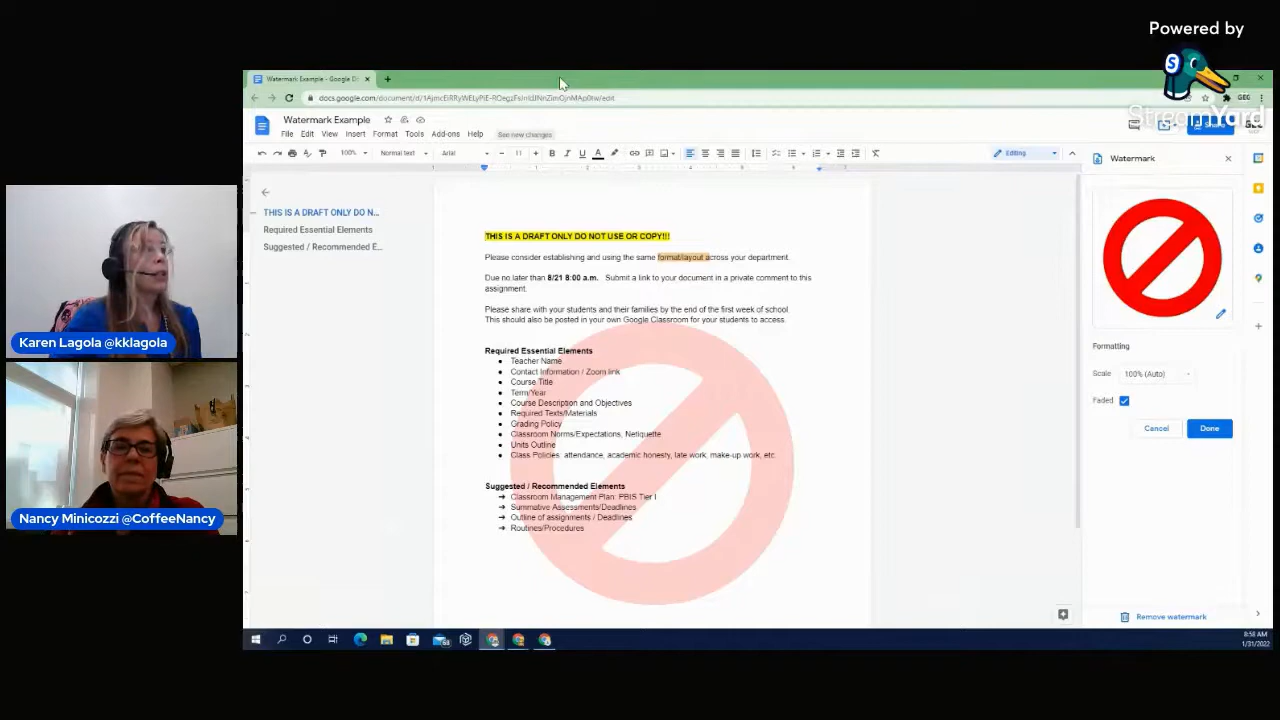 Powered by
S
StreamYard
Watermark Example - Google Do
Watermark Example
File Edit View Insert Format Tools Add-ons Help See new changes
Share
GEG
100% Normal text Arial 11 Editing
Watermark
THIS IS A DRAFT ONLY DO N...
Required Essential Elements
Suggested / Recommended E...
THIS IS A DRAFT ONLY DO NOT USE OR COPY!!!
Please consider establishing and using the same format/layout across your department.
Due no later than 8/21 8:00 a.m. Submit a link to your document in a private comment to this
assignment.
Please share with your students and their families by the end of the first week of school.
This should also be posted in your own Google Classroom for your students to access.
Required Essential Elements
Teacher Name
Contact Information / Zoom link
Course Title
Term/Year
Course Description and Objectives
Required Texts/Materials
Grading Policy
Classroom Norms/Expectations, Netiquette
Units Outline
Class Policies: attendance, academic honesty, late work, make-up work, etc.
Suggested / Recommended Elements
Classroom Management Plan: PBIS Tier I
Summative Assessments/Deadlines
Outline of assignments / Deadlines
Routines/Procedures
Formatting
Scale 100% (Auto)
Faded
Cancel Done
Remove watermark
Karen Lagola @kklagola
Nancy Minicozzi @CoffeeNancy
8:58 AM
1/31/2022